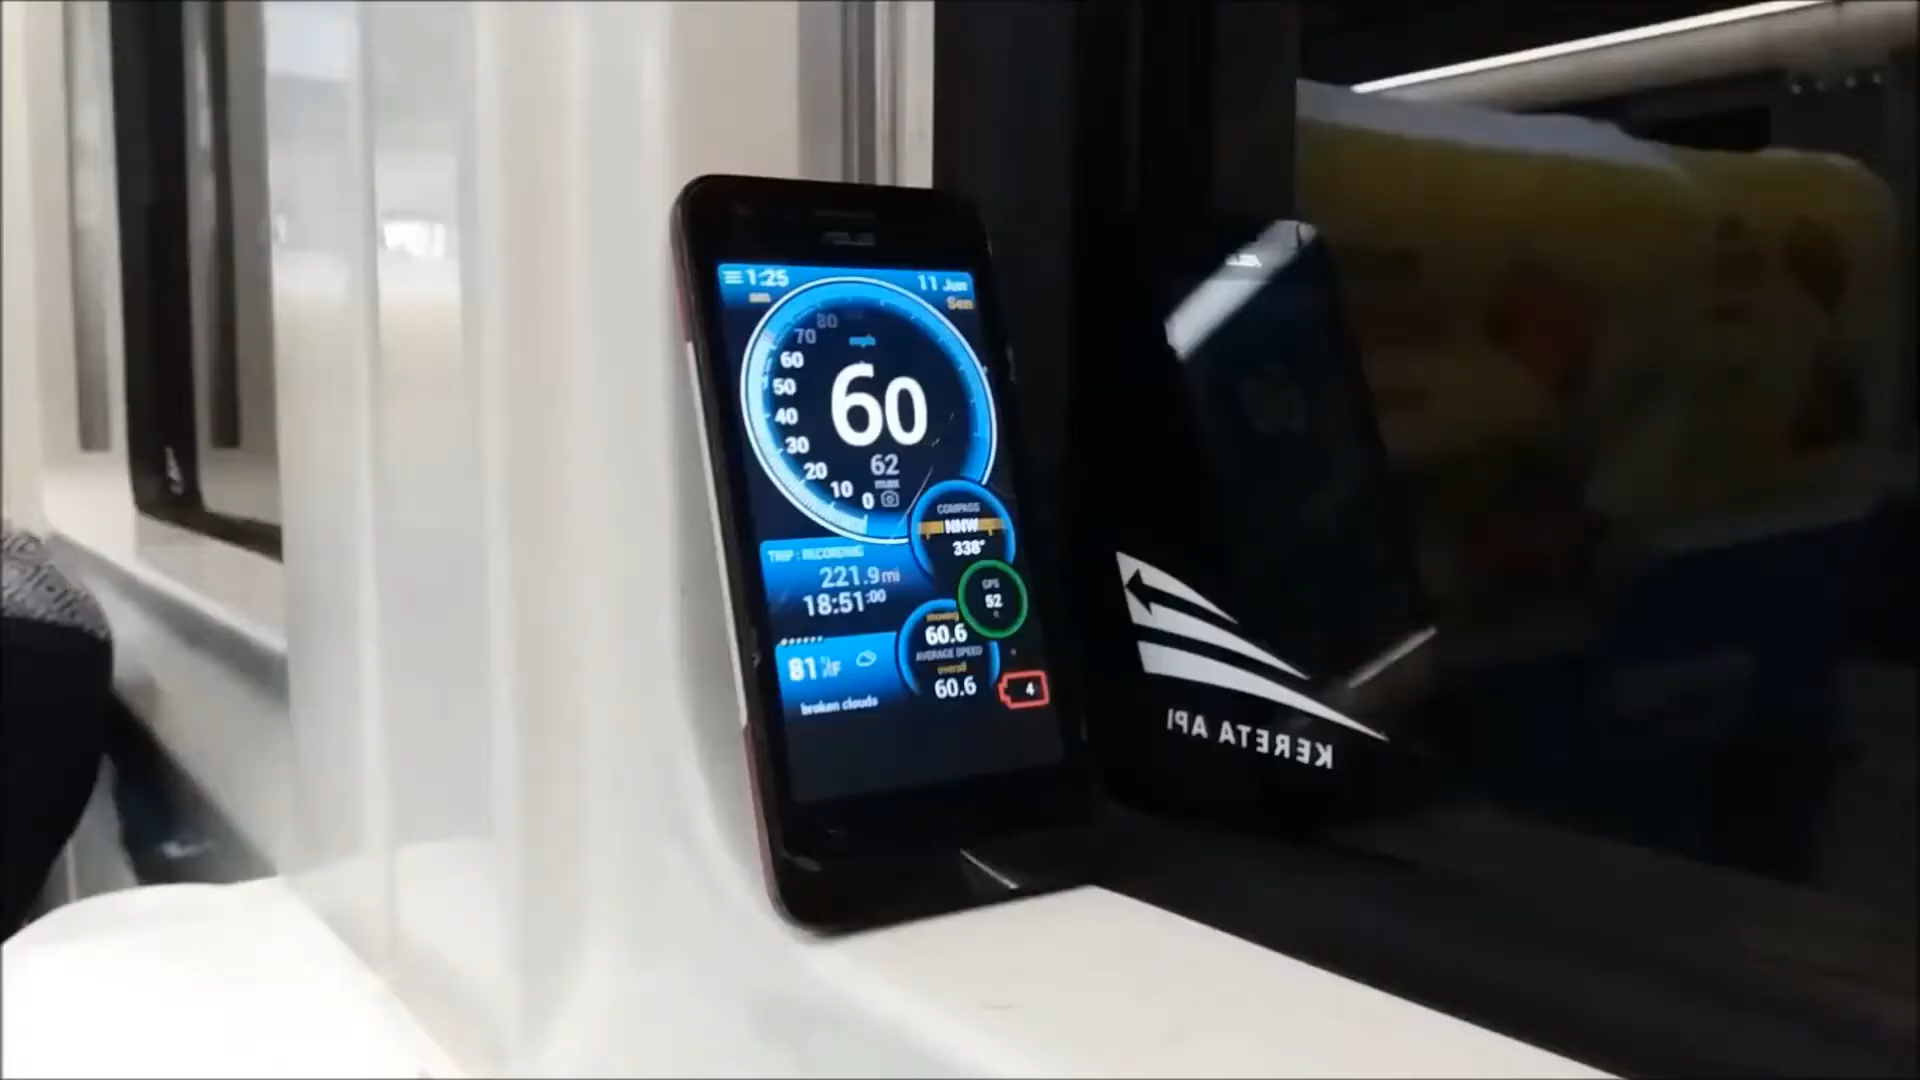 ASUS
1:25
am
11 Jun
Sen
80
70
60
50
40
30
20
10
0
mph
60
62
max
COMPASS
NNW
338°
TRIP : RECORDING
221.9 mi
18:51:00
GPS
52
moving
60.6
AVERAGE SPEED
overall
60.6
81 °F
broken clouds
4
KERETA API